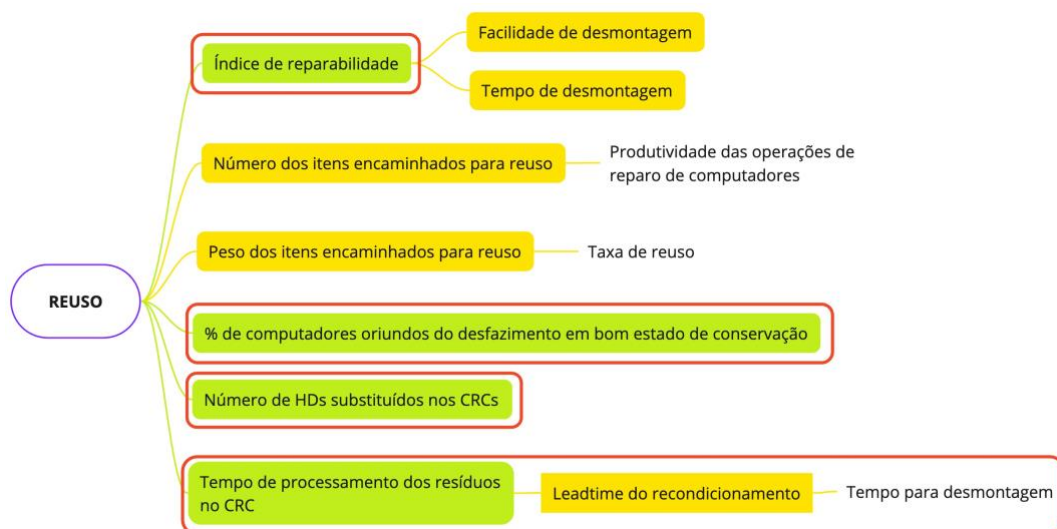 Facilidade de desmontagem
Índice de reparabilidade
Tempo de desmontagem
Número dos itens encaminhados para reuso
Produtividade das operações de
reparo de computadores
Peso dos itens encaminhados para reuso
Taxa de reuso
REUSO
% de computadores oriundos do desfazimento em bom estado de conservação
Número de HDs substituídos nos CRCs
Tempo de processamento dos resíduos
no CRC
Leadtime do recondicionamento
Tempo para desmontagem